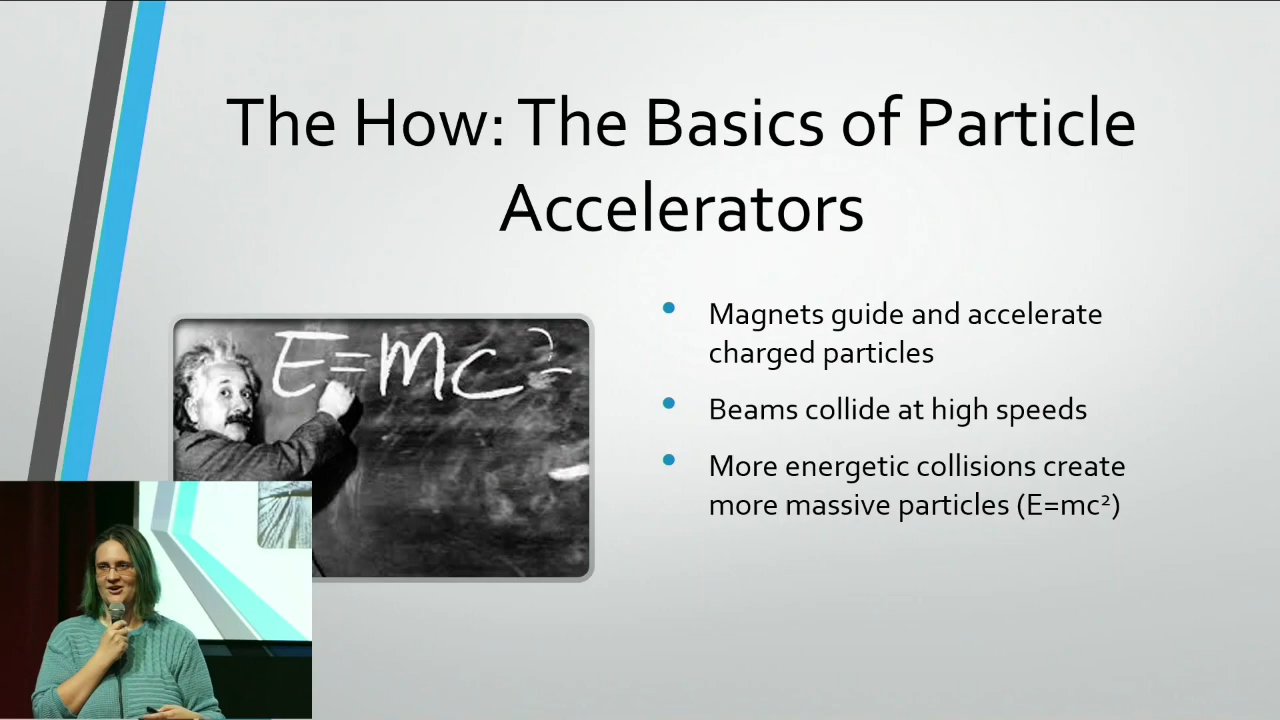 The How: The Basics of Particle
Accelerators
E=mc²
Magnets guide and accelerate
charged particles
Beams collide at high speeds
More energetic collisions create
more massive particles (E=mc²)